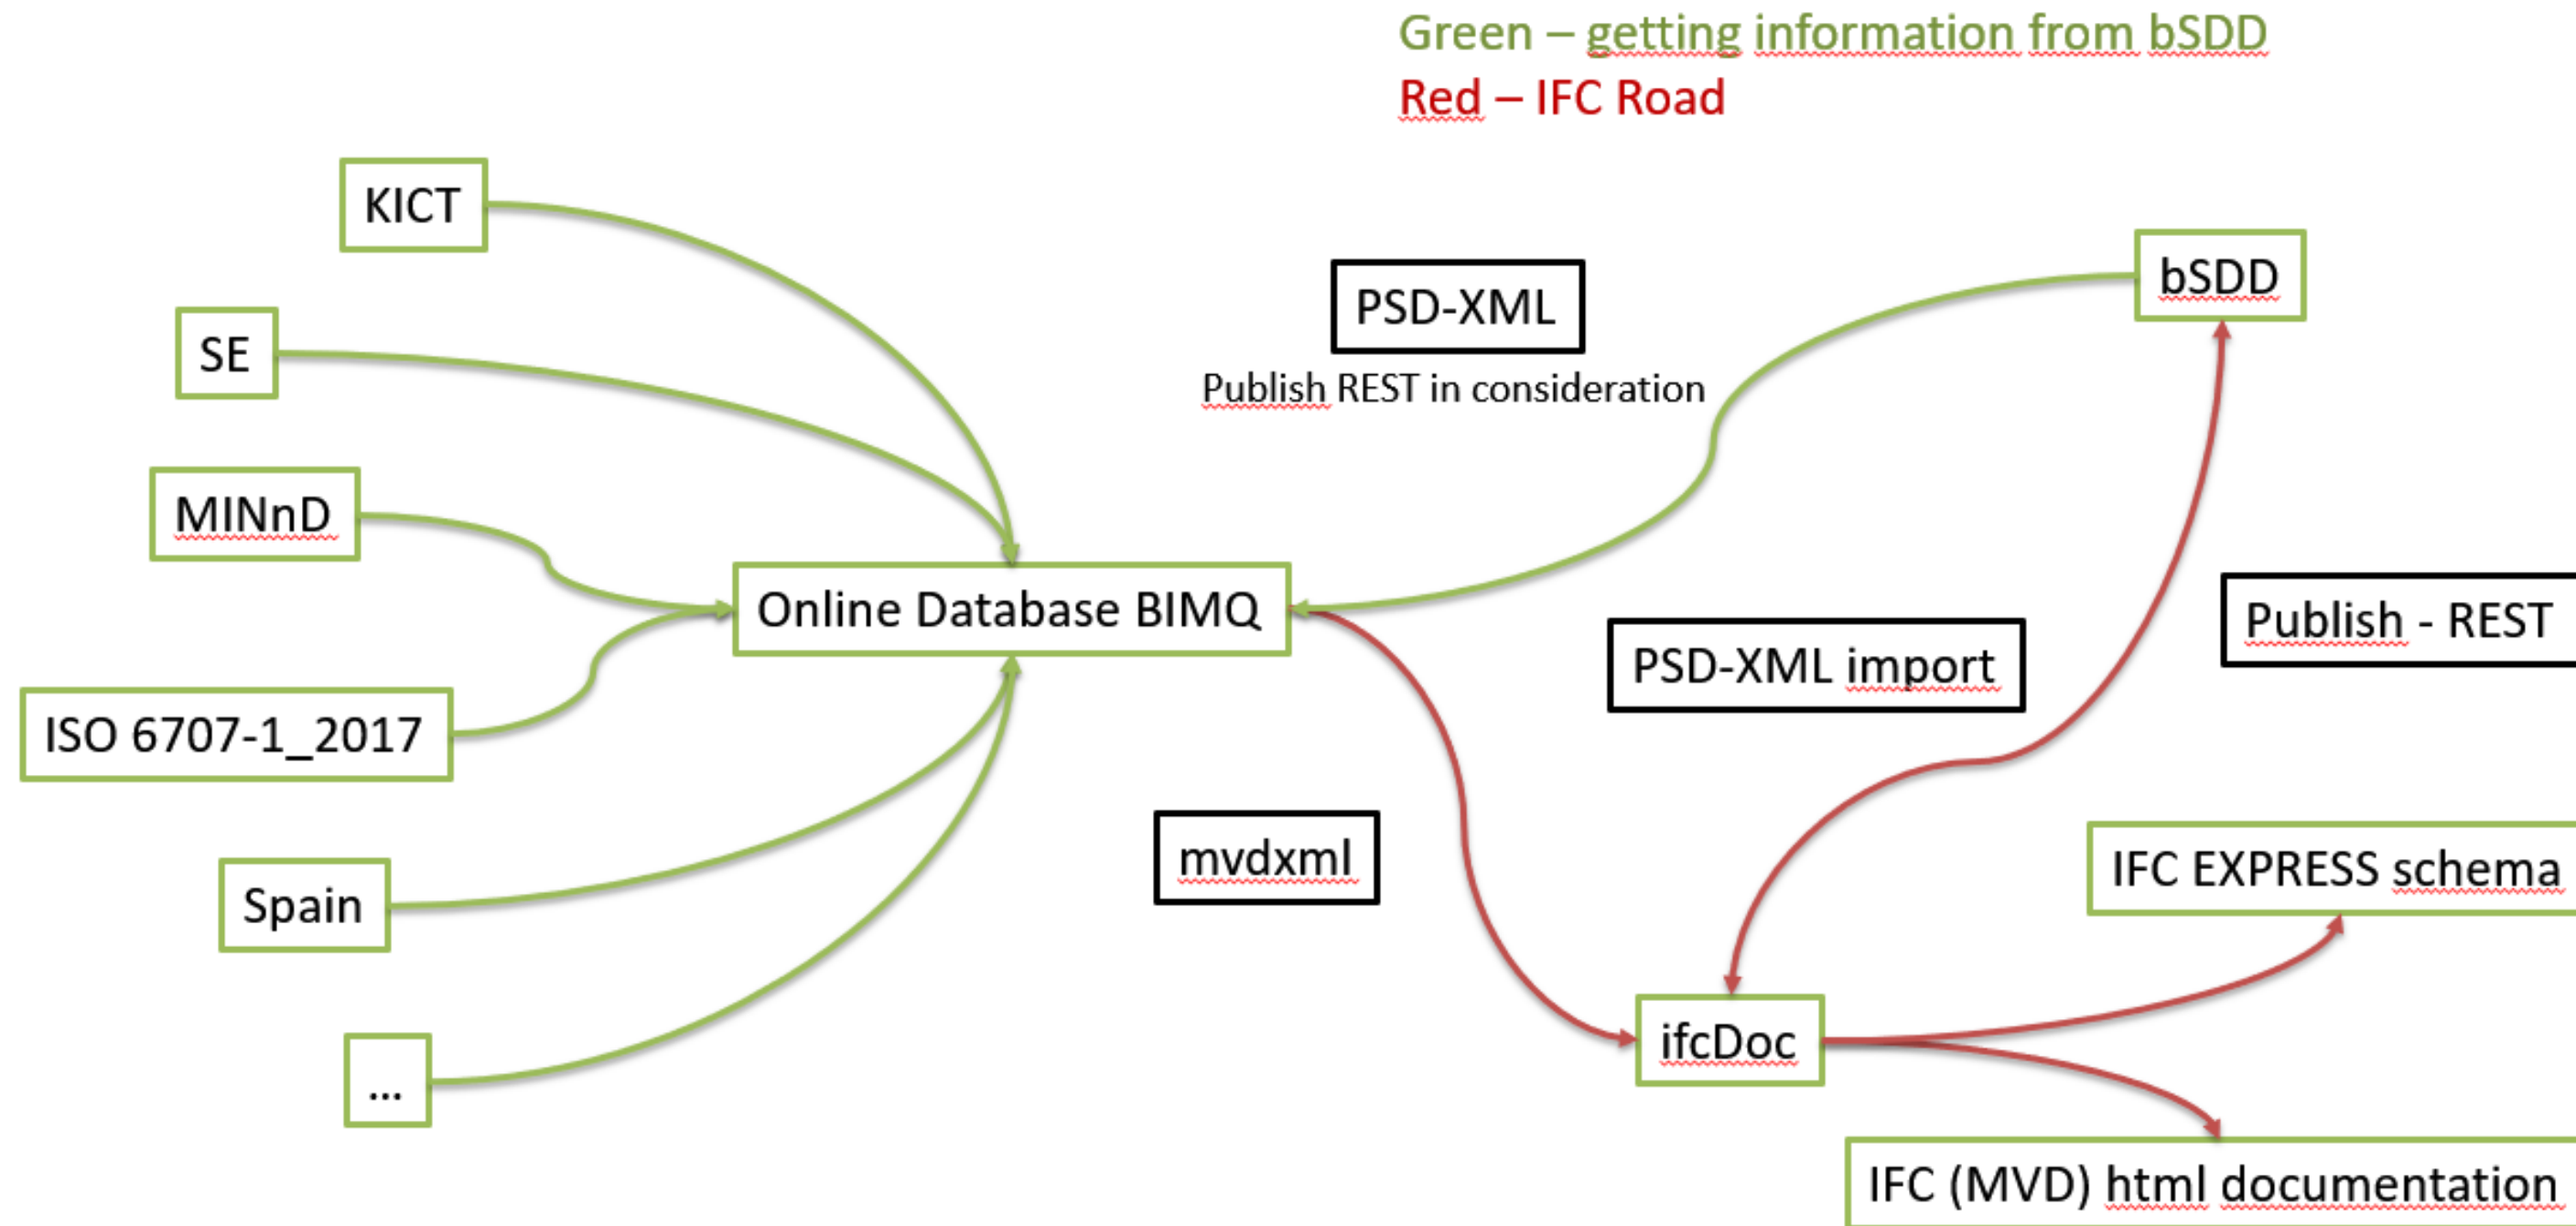 Green – getting information from bSDD
Red – IFC Road
KICT
bSDD
PSD-XML
SE
Publish REST in consideration
MINnD
Online Database BIMQ
Publish - REST
PSD-XML import
ISO 6707-1_2017
mvdxml
IFC EXPRESS schema
Spain
ifcDoc
...
IFC (MVD) html documentation